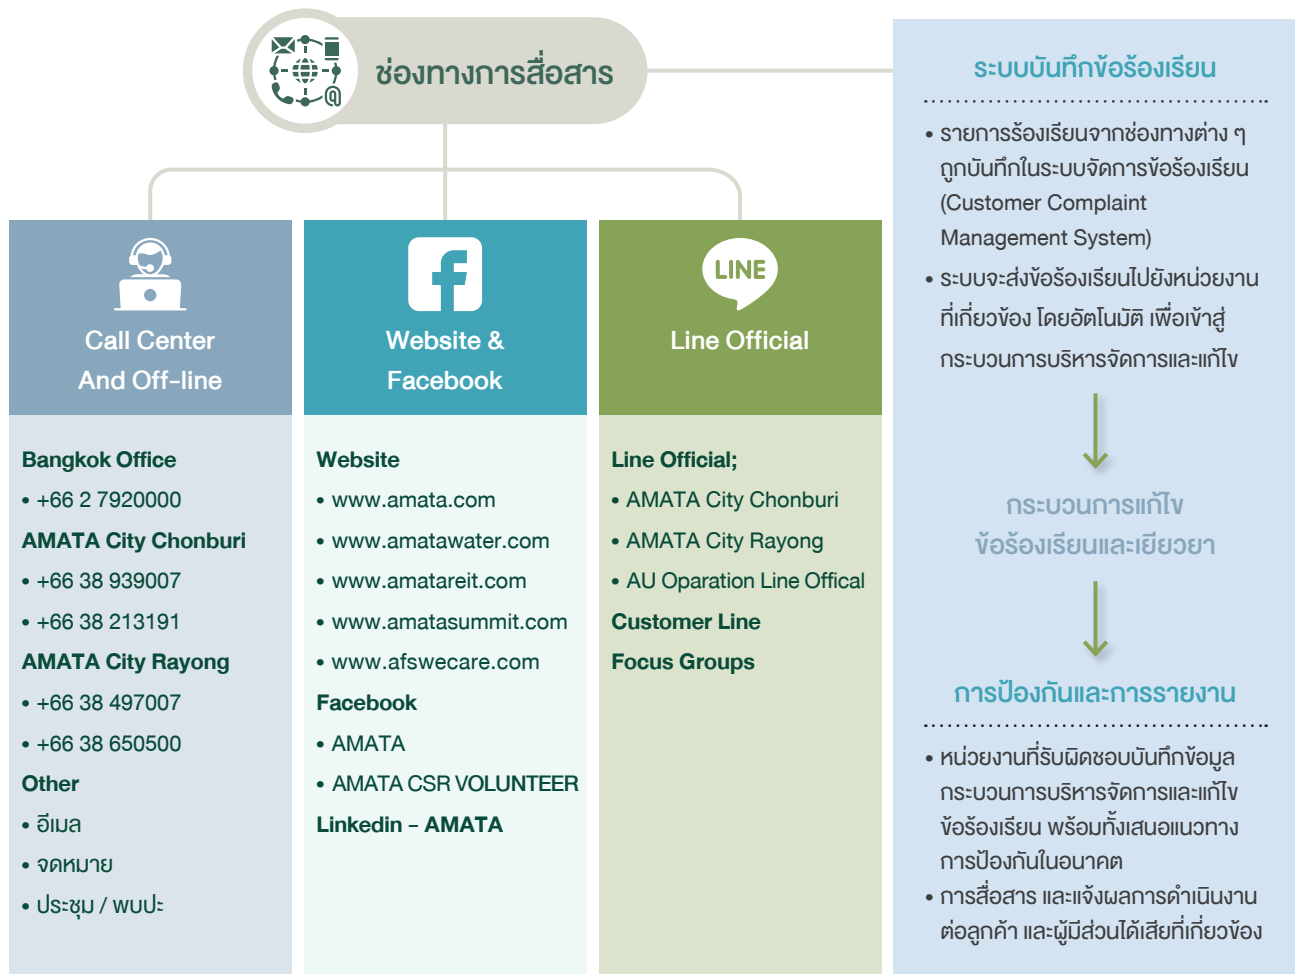 ช่องทางการสื่อสาร
LINE
Call Center
And Off-line
Bangkok Office
• +66 2 7920000
AMATA City Chonburi
• +66 38 939007
• +66 38 213191
AMATA City Rayong
• +66 38 497007
• +66 38 650500
Other
• อีเมล
• จดหมาย
• ประชุม / พบปะ
Website &
Facebook
Website
• www.amata.com
• www.amatawater.com
• www.amatareit.com
• www.amatasummit.com
• www.afswecare.com
Facebook
• AMATA
• AMATA CSR VOLUNTEER
Linkedin - AMATA
Line Official
Line Official;
• AMATA City Chonburi
• AMATA City Rayong
• AU Oparation Line Offical
Customer Line
Focus Groups
ระบบบันทึกข้อร้องเรียน
• รายการร้องเรียนจากช่องทางต่าง ๆ
ถูกบันทึกในระบบจัดการข้อร้องเรียน
(Customer Complaint
Management System)
• ระบบจะส่งข้อร้องเรียนไปยังหน่วยงาน
ที่เกี่ยวข้อง โดยอัตโนมัติ เพื่อเข้าสู่
กระบวนการบริหารจัดการและแก้ไข
กระบวนการแก้ไข
ข้อร้องเรียนและเยียวยา
การป้องกันและการรายงาน
• หน่วยงานที่รับผิดชอบบันทึกข้อมูล
กระบวนการบริหารจัดการและแก้ไข
ข้อร้องเรียน พร้อมทั้งเสนอแนวทาง
การป้องกันในอนาคต
• การสื่อสาร และแจ้งผลการดำเนินงาน
ต่อลูกค้า และผู้มีส่วนได้เสียที่เกี่ยวข้อง